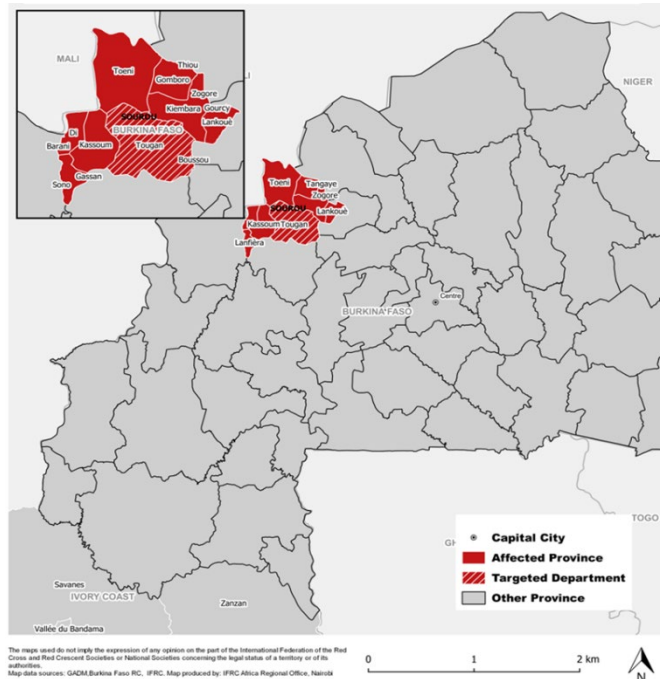 MALI
Toeni
Thiou
Gomboro
Zogore
LI
Kiembara
Gourcy
SOUROU
Lankoué
BURKINA FASO
Di
Barani
Kassoum
Tougan
Boussou
Gassan
Sono
NIGER
Toeni
Tangaye
Zogore
SOUROU
Lankoué
Kassoum
Tougan
Lanfièra
Centre
BURKINA FASO
TOGO
GH
Capital City
Affected Province
Targeted Department
Other Province
Savanes
IVORY COAST
Zanzan
Vallée du Bandama
The maps used do not imply the expression of any opinion on the part of the International Federation of the Red
Cross and Red Crescent Societies or National Societies concerning the legal status of a territory or of its
authorities.
Map data sources: GADM,Burkina Faso RC, IFRC. Map produced by: IFRC Africa Regional Office, Nairobi
0 1 2 km